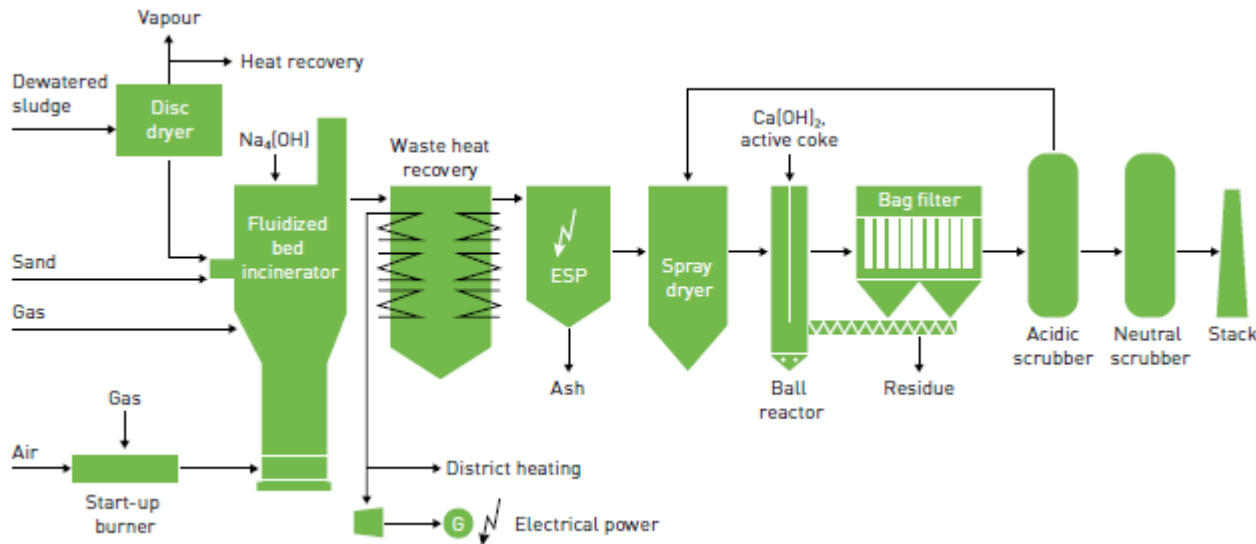 Vapour
Heat recovery
Dewatered
sludge
Disc
dryer
Na₄(OH)
Waste heat
recovery
Ca(OH)₂,
active coke
Fluidized
bed
incinerator
ESP
Spray
dryer
Bag filter
Sand
Gas
Acidic
scrubber
Neutral
scrubber
Stack
Ash
Ball
reactor
Residue
Gas
Air
Start-up
burner
District heating
G
Electrical power